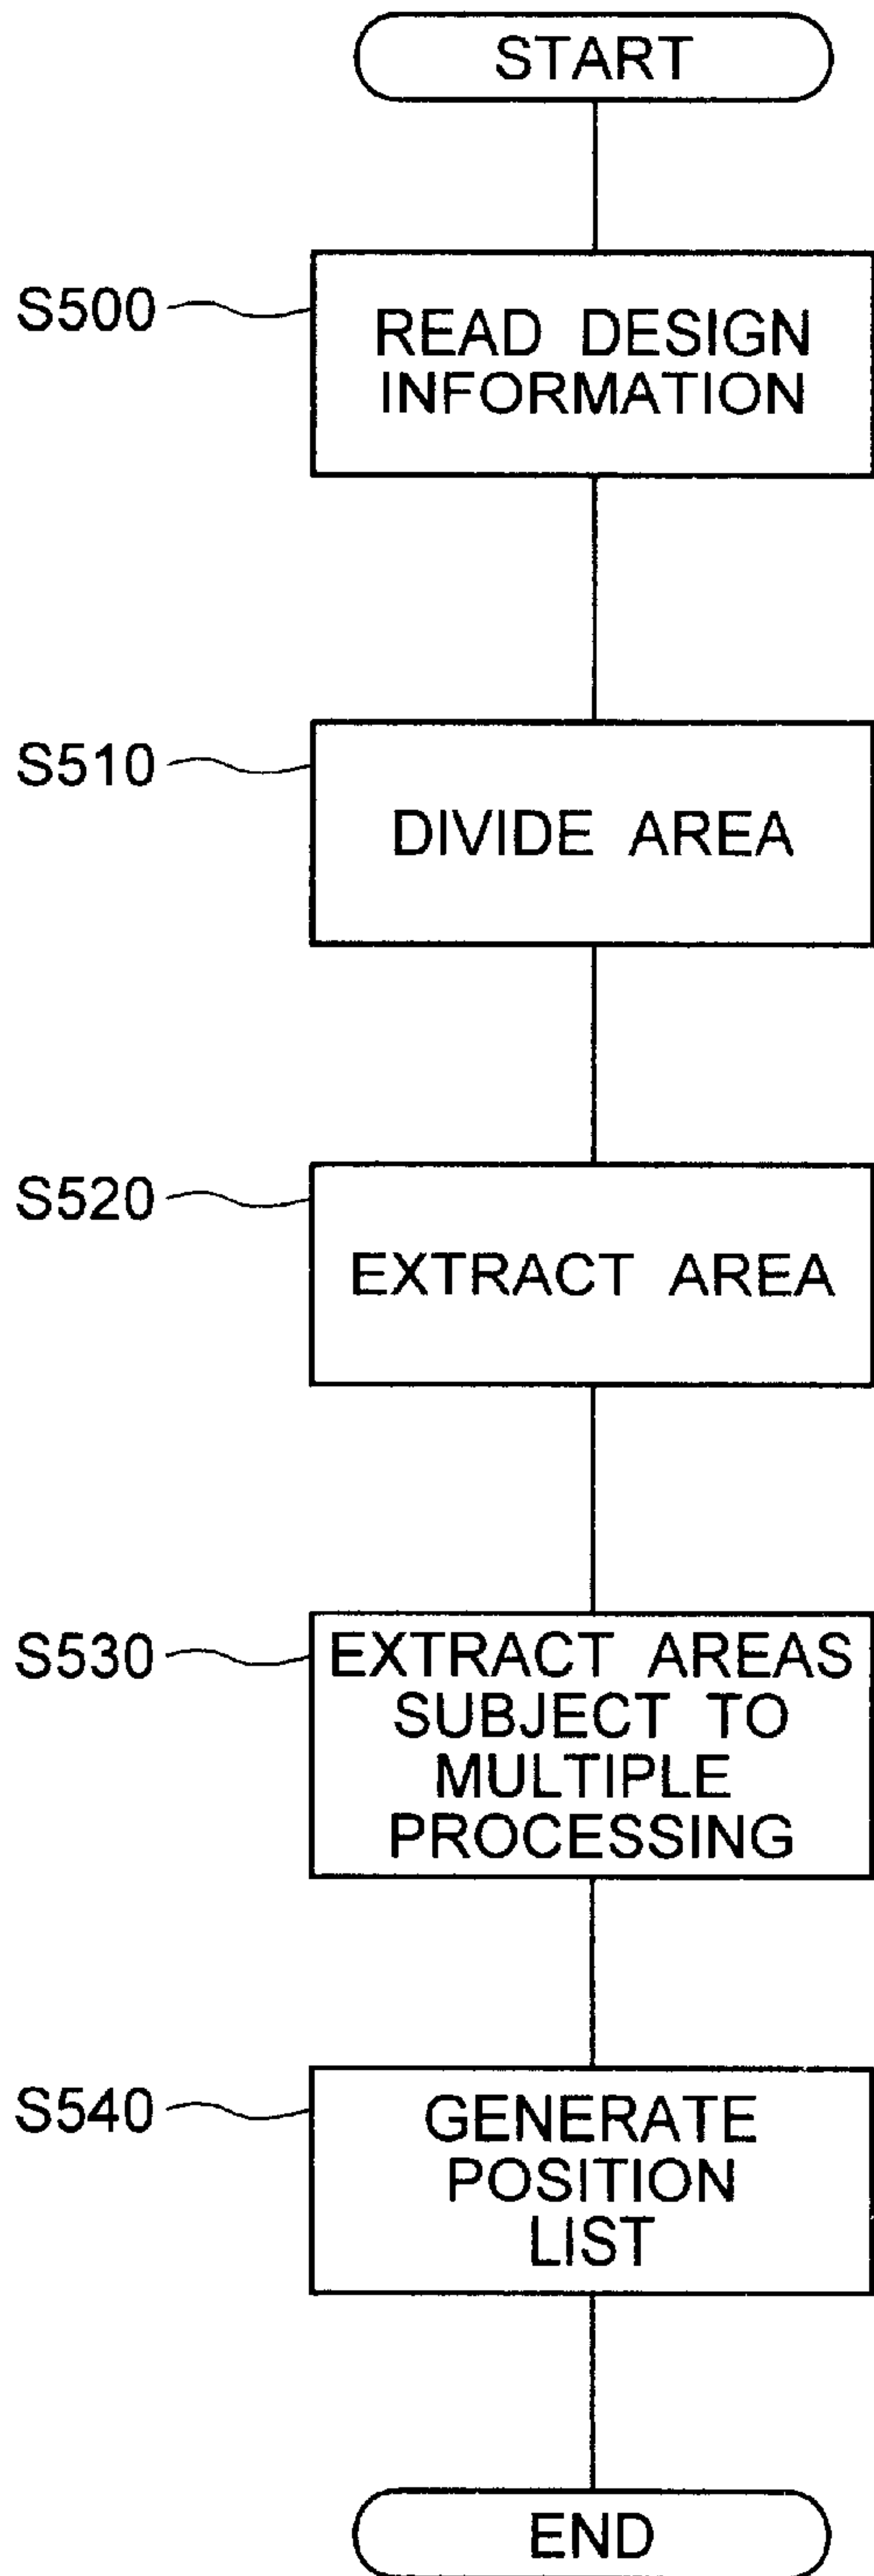 START
S500
READ DESIGN
INFORMATION
S510
DIVIDE AREA
S520
EXTRACT AREA
S530
EXTRACT AREAS
SUBJECT TO
MULTIPLE
PROCESSING
S540
GENERATE
POSITION
LIST
END